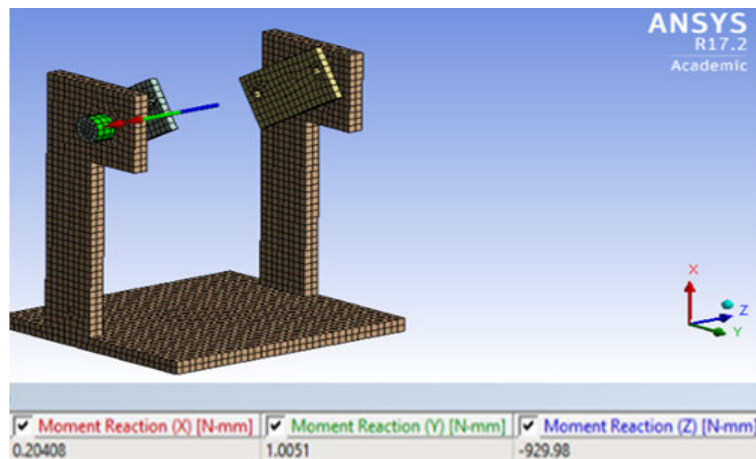 ANSYS
R17.2
Academic
X
Z
Y
Moment Reaction (X) [N-mm] Moment Reaction (Y) [N-mm] Moment Reaction (Z) [N-mm]
0.20408 1.0051 -929.98